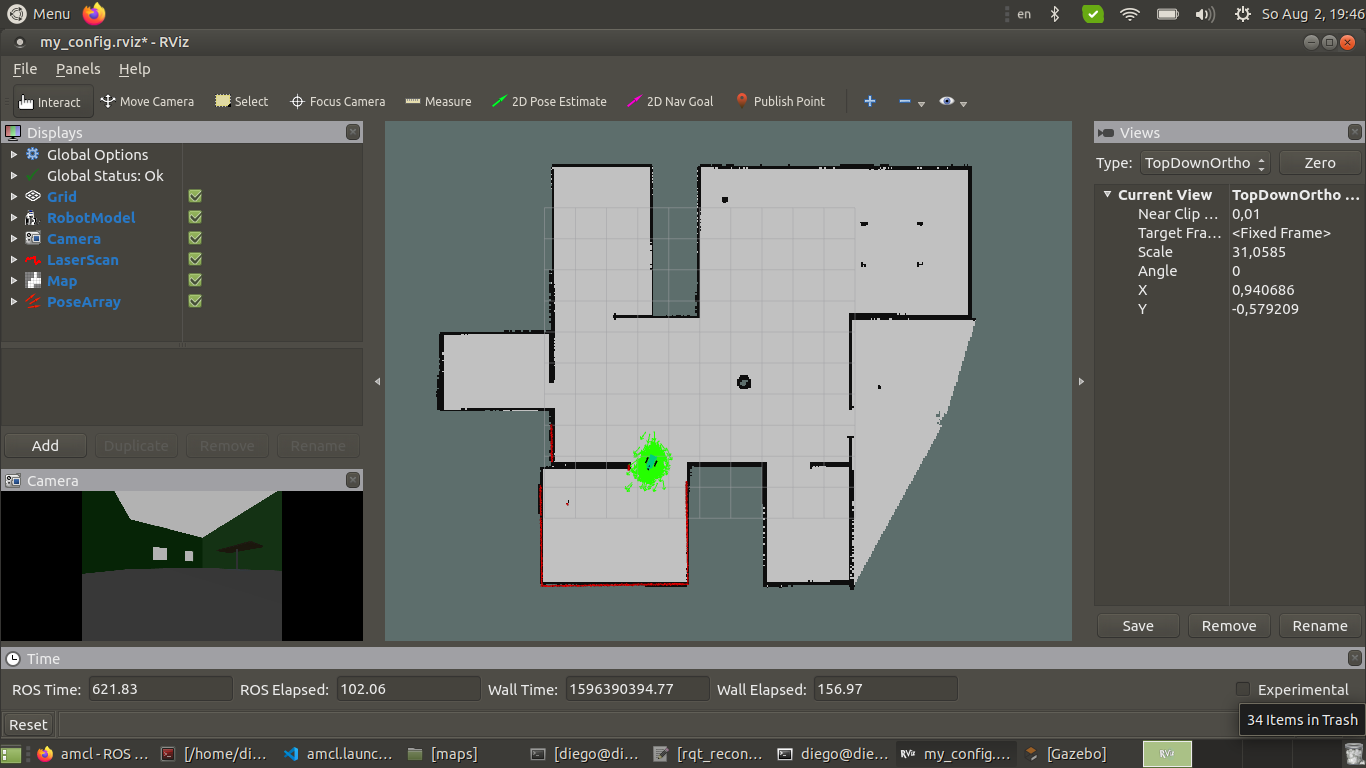 Menu en So Aug 2, 19:46
my_config.rviz* - RViz
File Panels Help
Interact Move Camera Select Focus Camera Measure 2D Pose Estimate 2D Nav Goal Publish Point
Displays
Global Options
Global Status: Ok
Grid
RobotModel
Camera
LaserScan
Map
PoseArray
Add Duplicate Remove Rename
Camera
Views
Type: TopDownOrtho Zero
Current View TopDownOrtho ...
Near Clip ... 0,01
Target Fra... <Fixed Frame>
Scale 31,0585
Angle 0
X 0,940686
Y -0,579209
Save Remove Rename
Time
ROS Time: 621.83 ROS Elapsed: 102.06 Wall Time: 1596390394.77 Wall Elapsed: 156.97 Experimental
Reset
34 Items in Trash
amcl - ROS ... [/home/di... amcl.launc... [maps] [diego@di... [rqt_recon... diego@die... RViz my_config.... [Gazebo] RViz